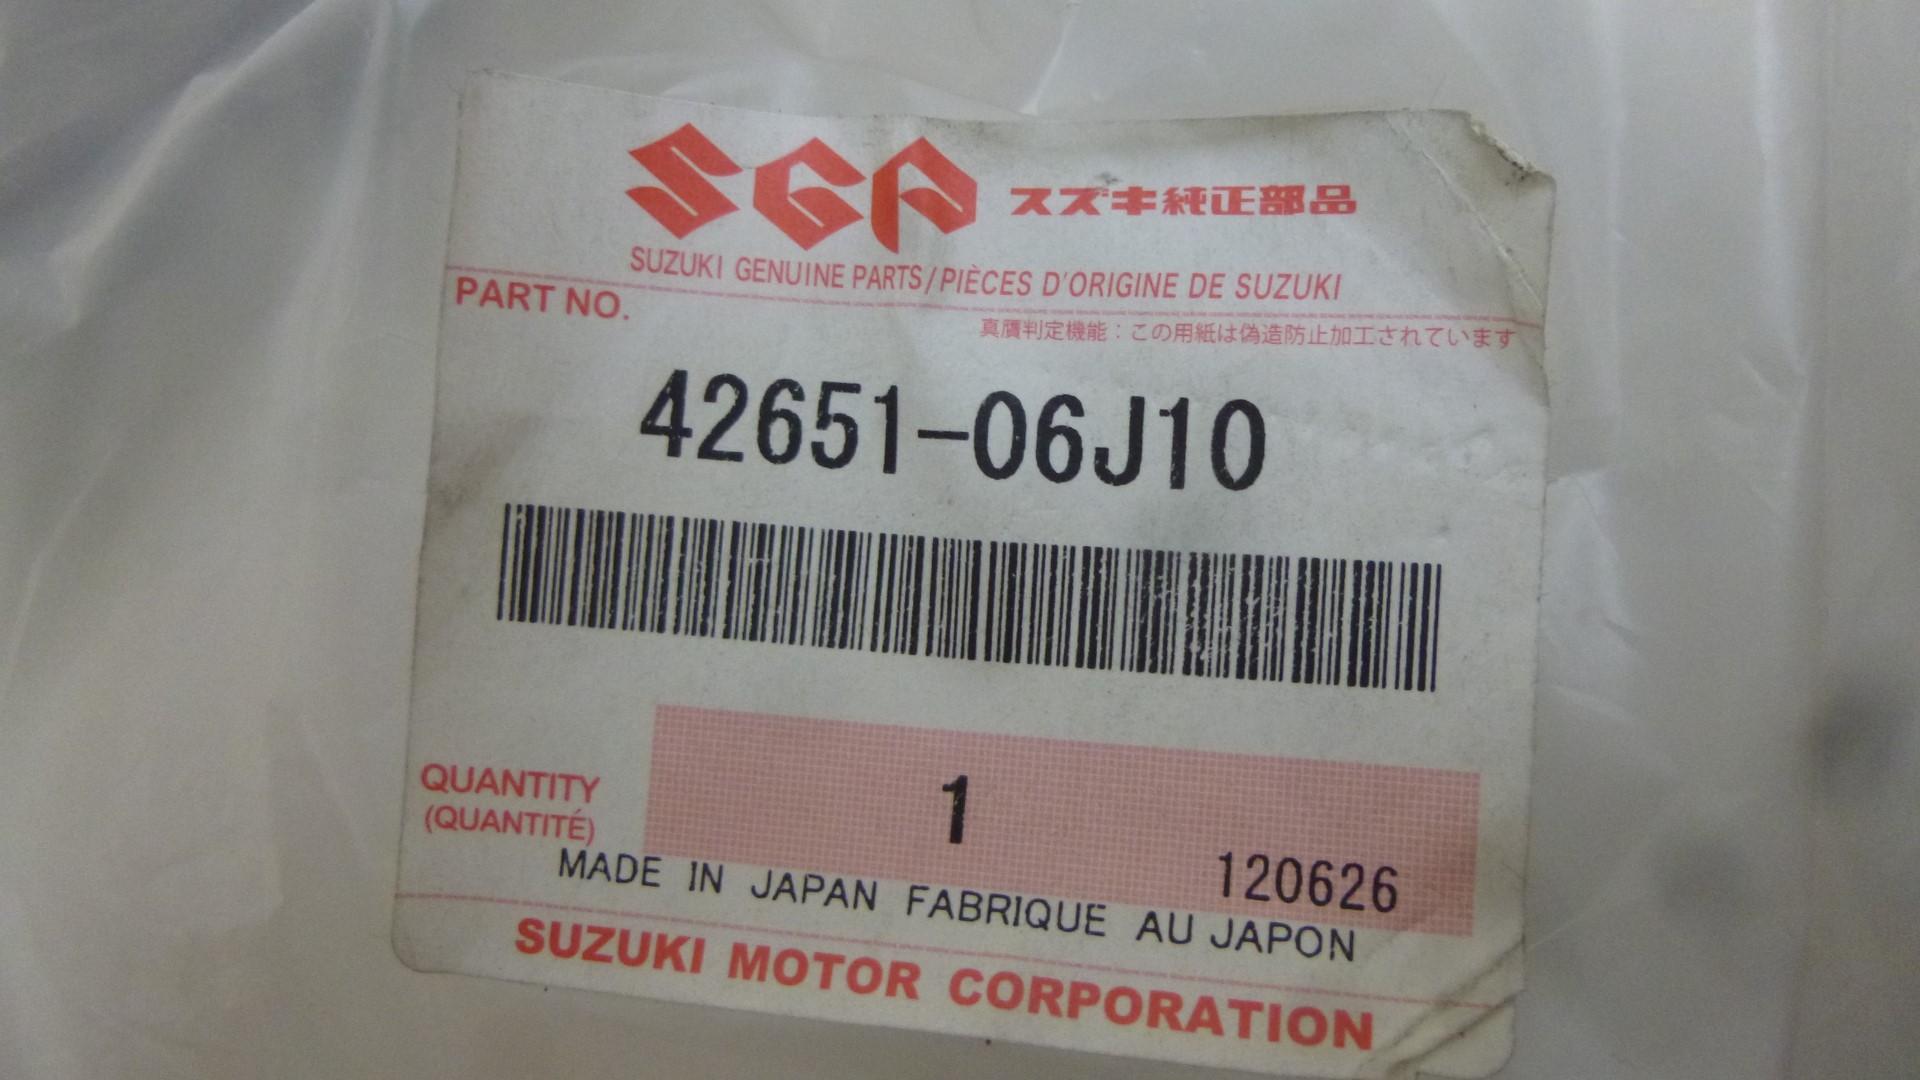 SGP スズキ純正部品
SUZUKI GENUINE PARTS/PIÈCES D'ORIGINE DE SUZUKI
PART NO.
真贋判定機能：この用紙は偽造防止加工されています
42651-06J10
QUANTITY
(QUANTITÉ)
1
120626
MADE IN JAPAN FABRIQUE AU JAPON
SUZUKI MOTOR CORPORATION